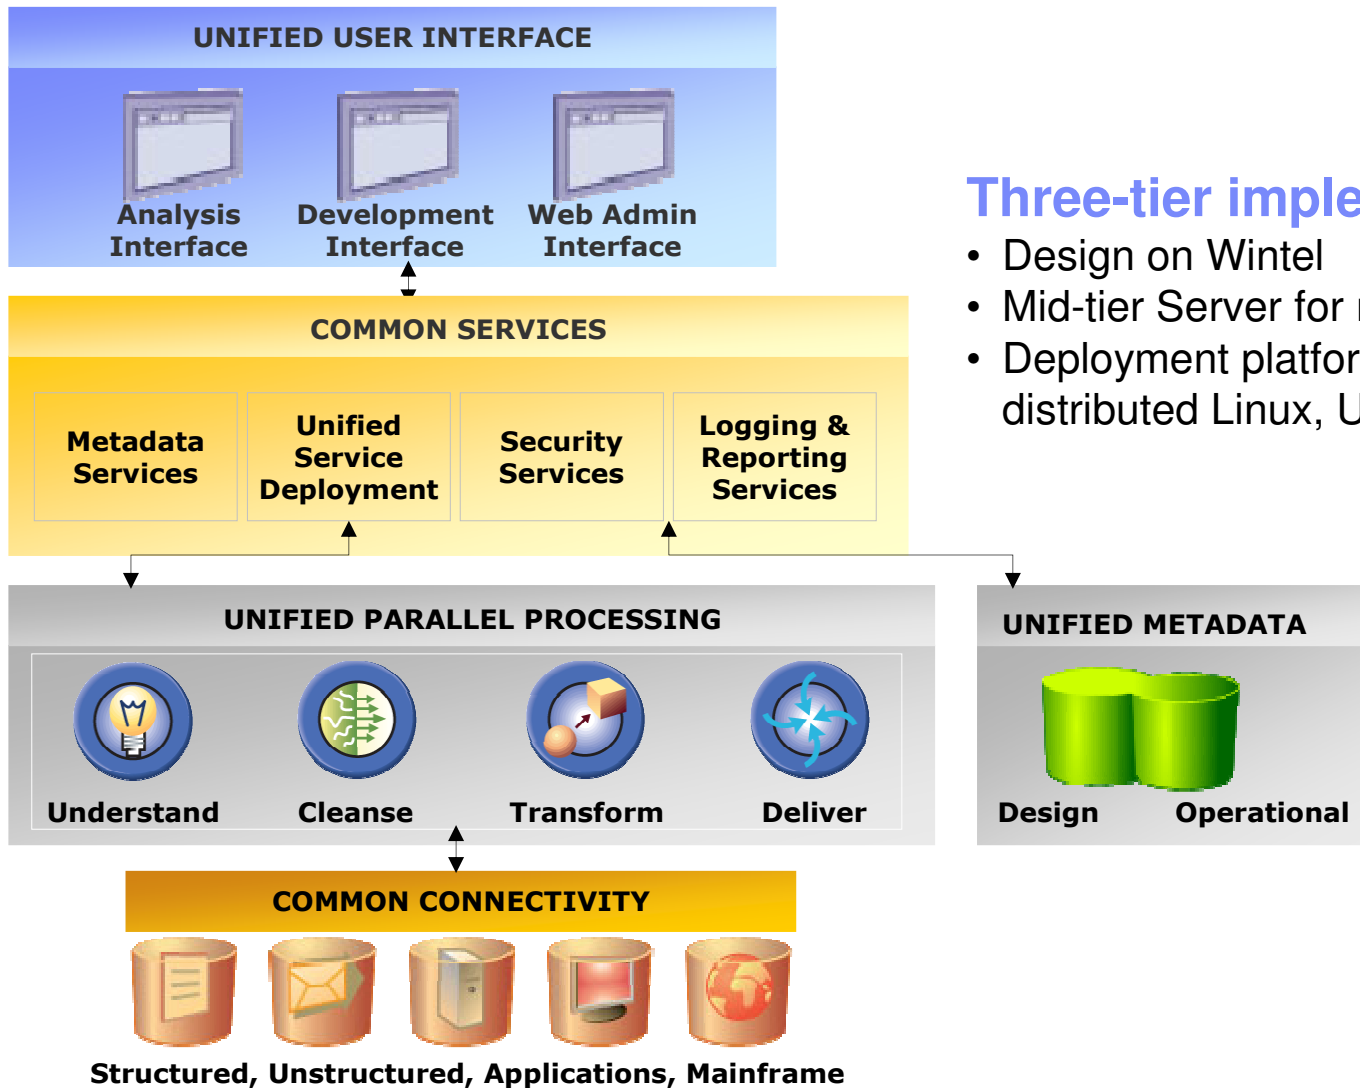 UNIFIED USER INTERFACE
Analysis
Interface
Development
Interface
Web Admin
Interface
COMMON SERVICES
Metadata
Services
Unified
Service
Deployment
Security
Services
Logging &
Reporting
Services
UNIFIED PARALLEL PROCESSING
Understand
Cleanse
Transform
Deliver
UNIFIED METADATA
Design
Operational
COMMON CONNECTIVITY
Structured, Unstructured, Applications, Mainframe
Three-tier
• Design on Wintel
• Mid-tier Server for
• Deployment
distributed Linux,